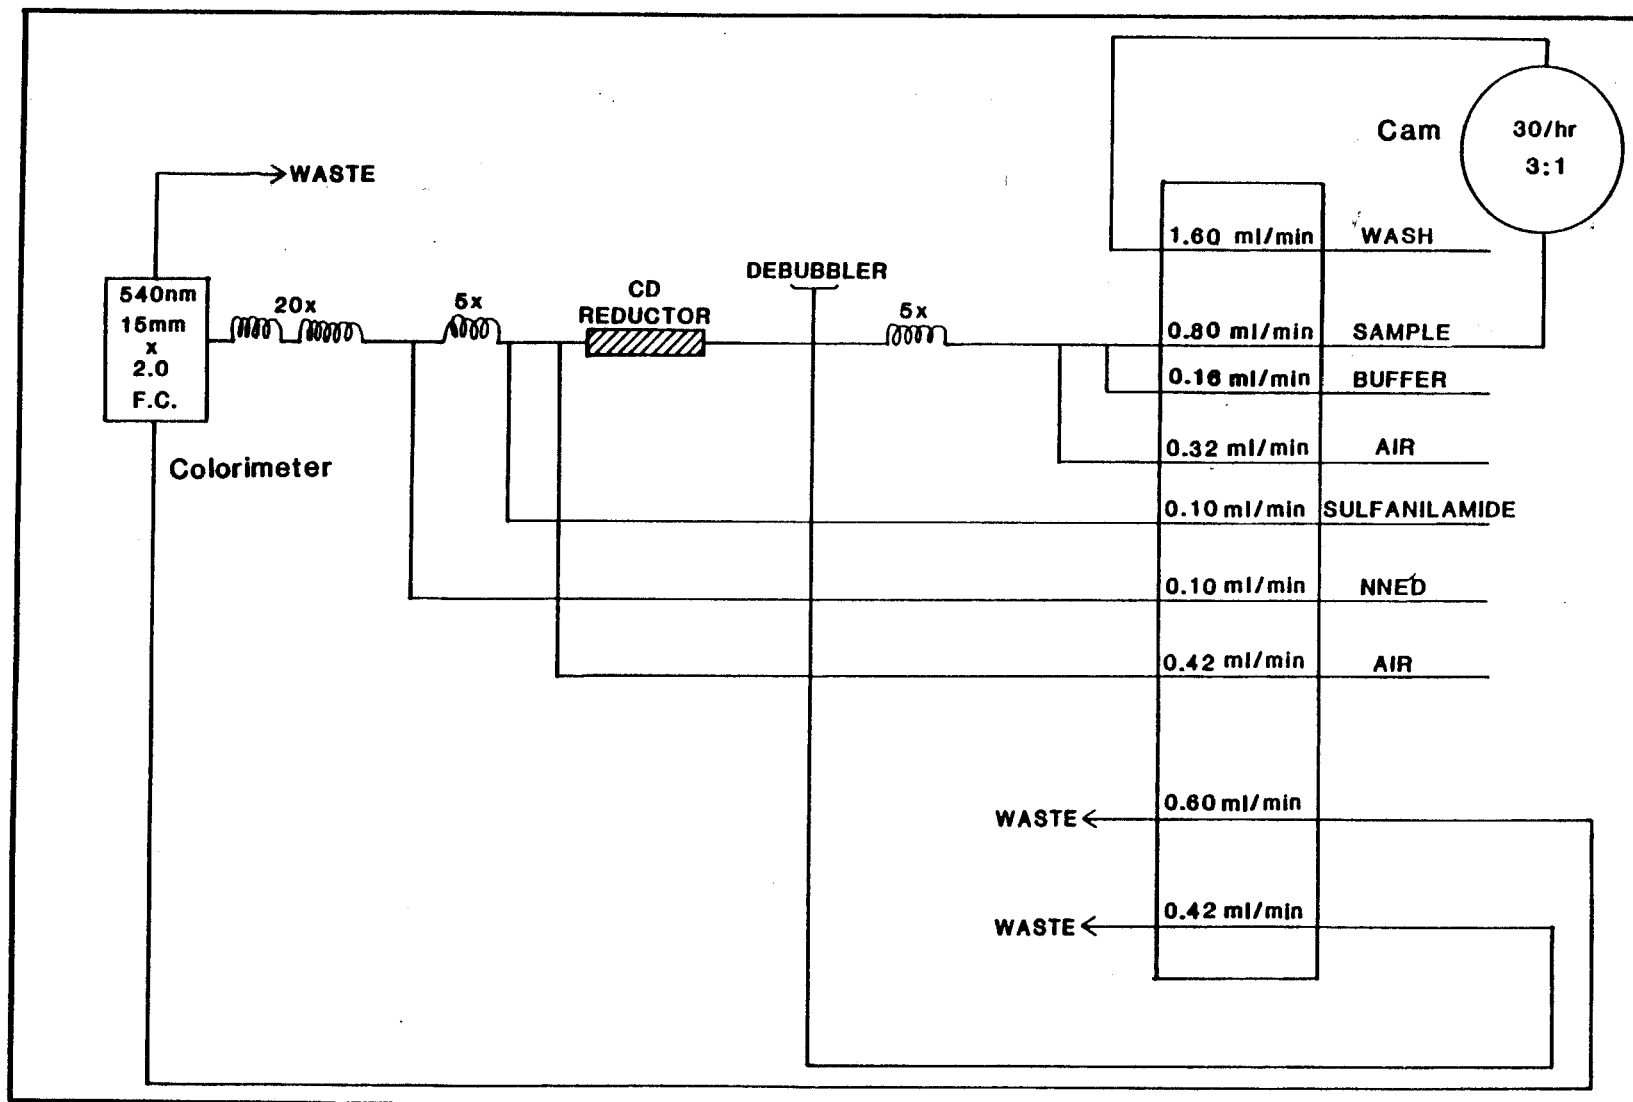 Cam
30/hr
3:1
WASTE
1.60 ml/min WASH
DEBUBBLER
540nm
15mm
x
2.0
F.C.
20x
5x
CD
REDUCTOR
5x
0.80 ml/min SAMPLE
0.16 ml/min BUFFER
Colorimeter
0.32 ml/min AIR
0.10 ml/min SULFANILAMIDE
0.10 ml/min NNED
0.42 ml/min AIR
WASTE 0.60 ml/min
WASTE 0.42 ml/min